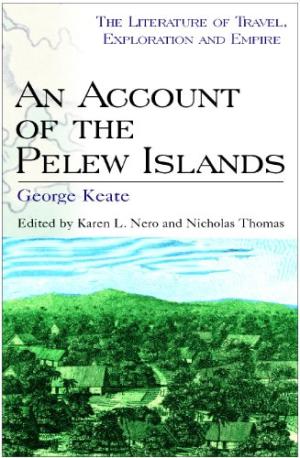 The Literature of Travel,
Exploration and Empire
An Account
of the
Pelew Islands
George Keate
Edited by Karen L. Nero and Nicholas Thomas